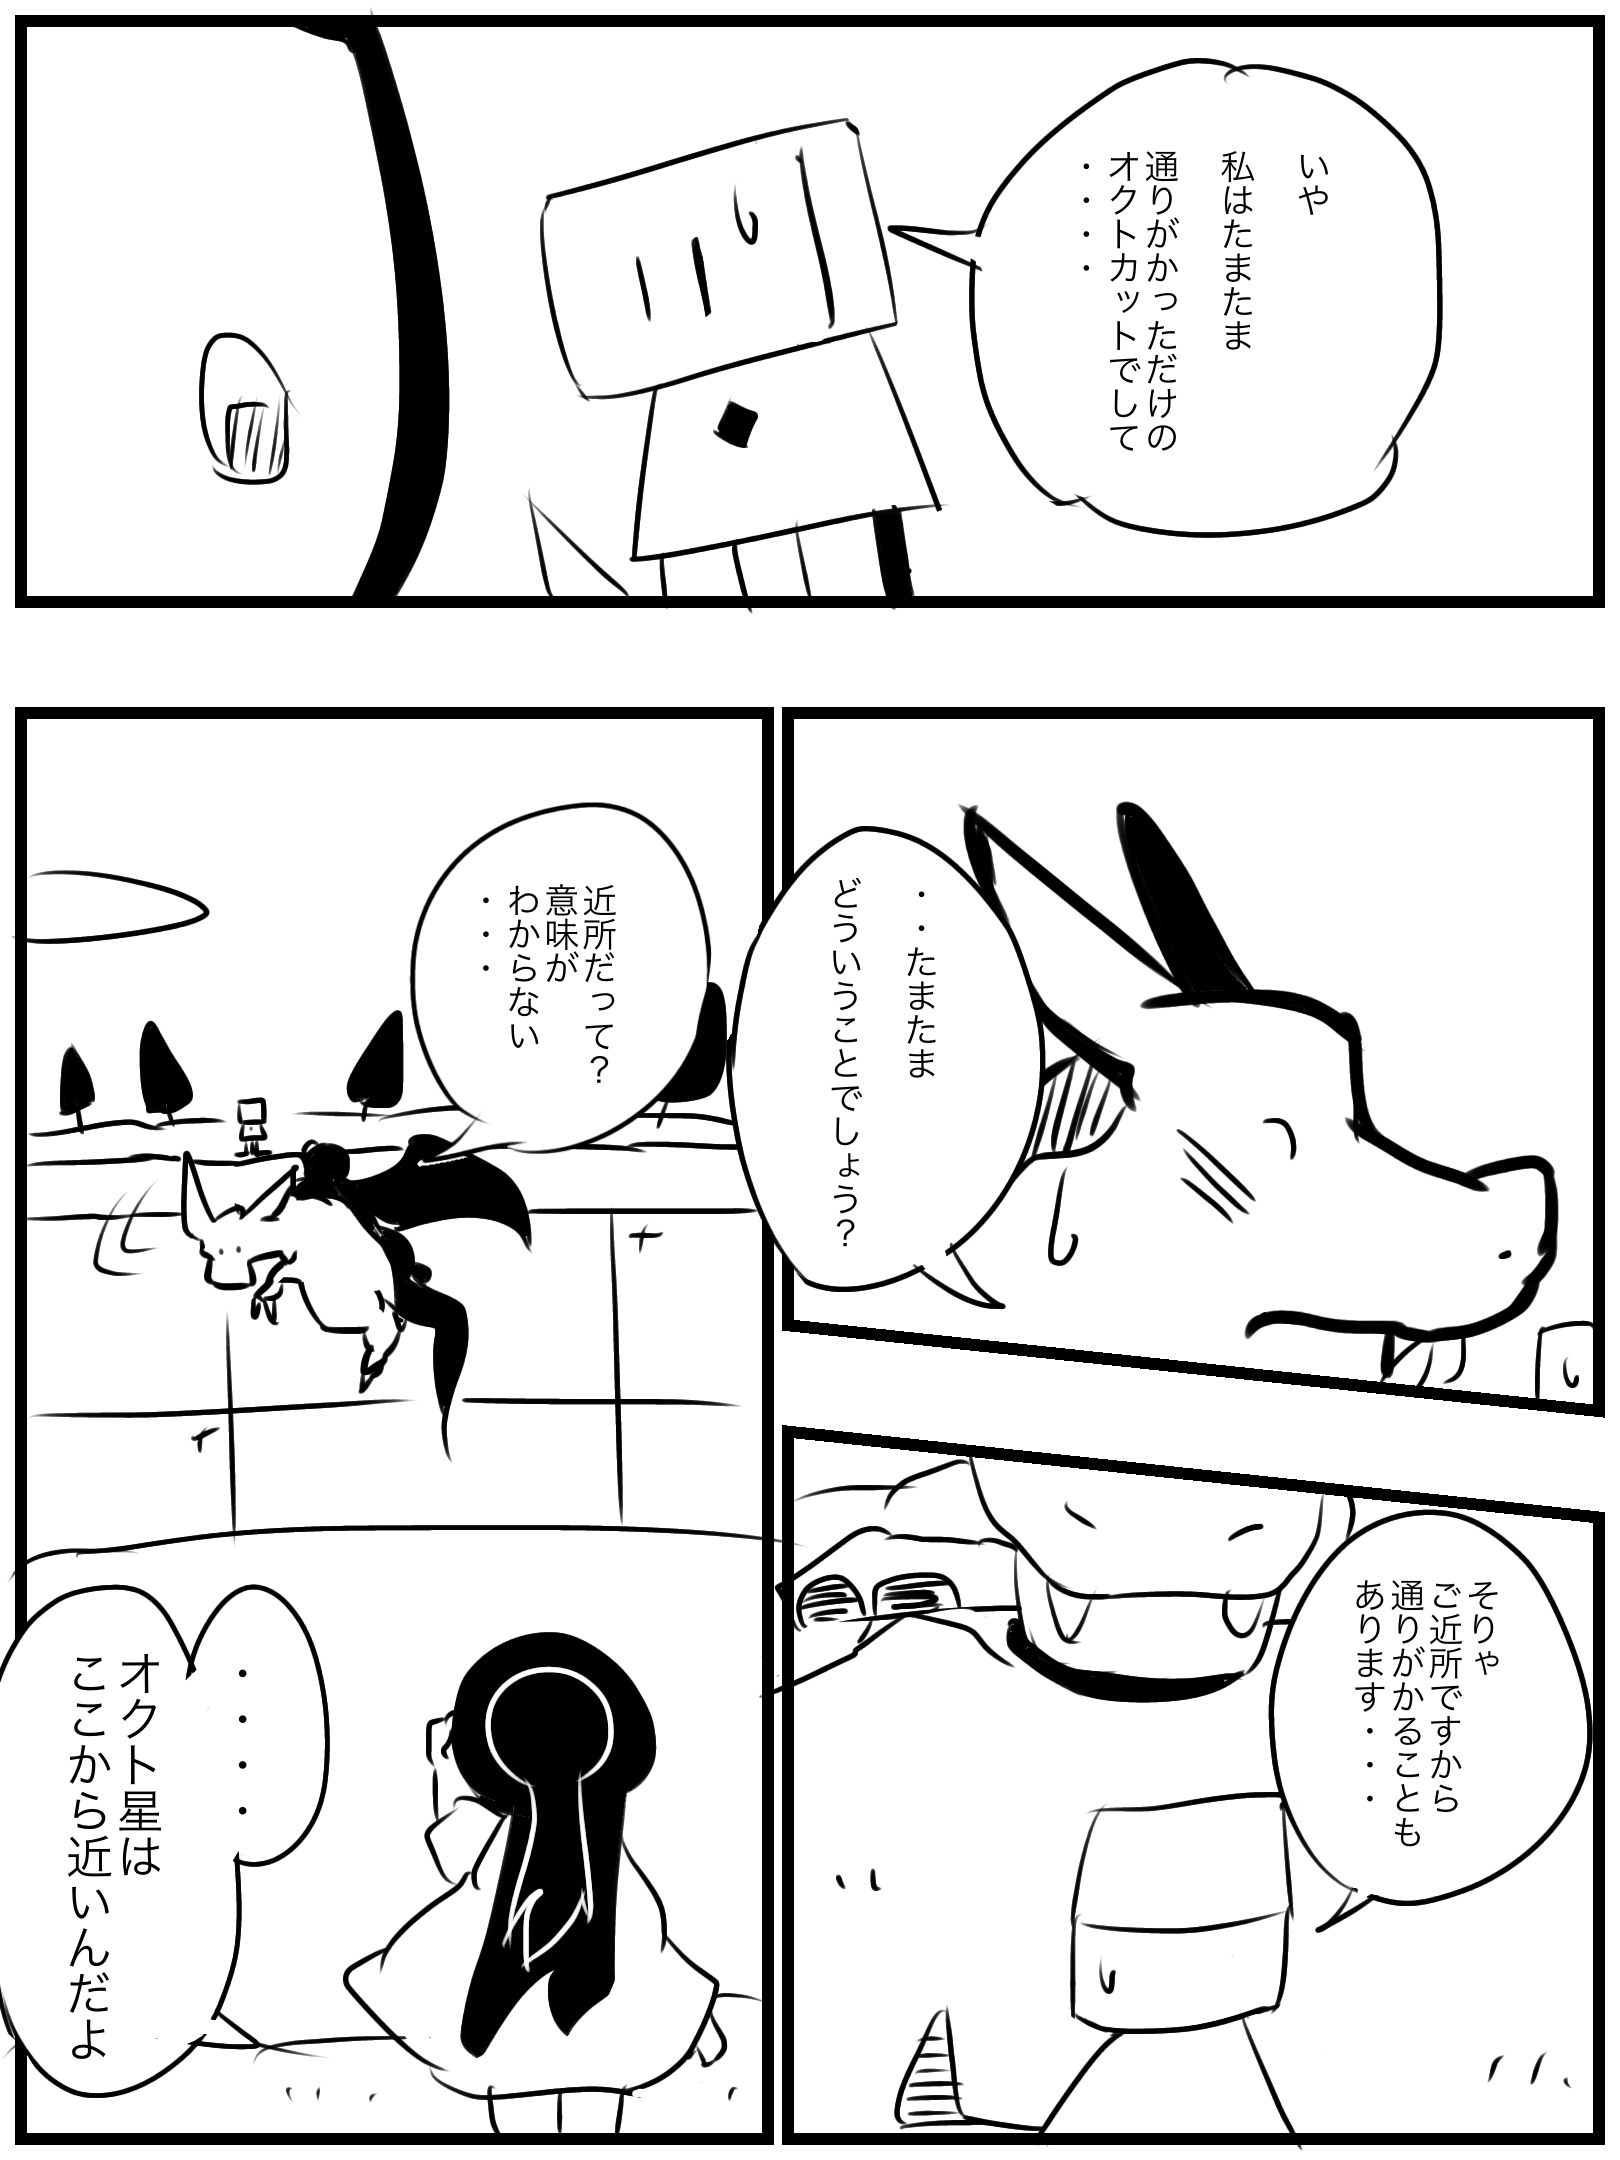 いや
私はたまたま
通りがかっただけの
オクトカットでして
・・・・
・・たまたま
どういうことでしょう？
そりゃ
ご近所ですから
通りがかることも
あります・・・
近所だって？
意味が
わからない
・・・
・・・・
オクト星は
ここから近いんだよ